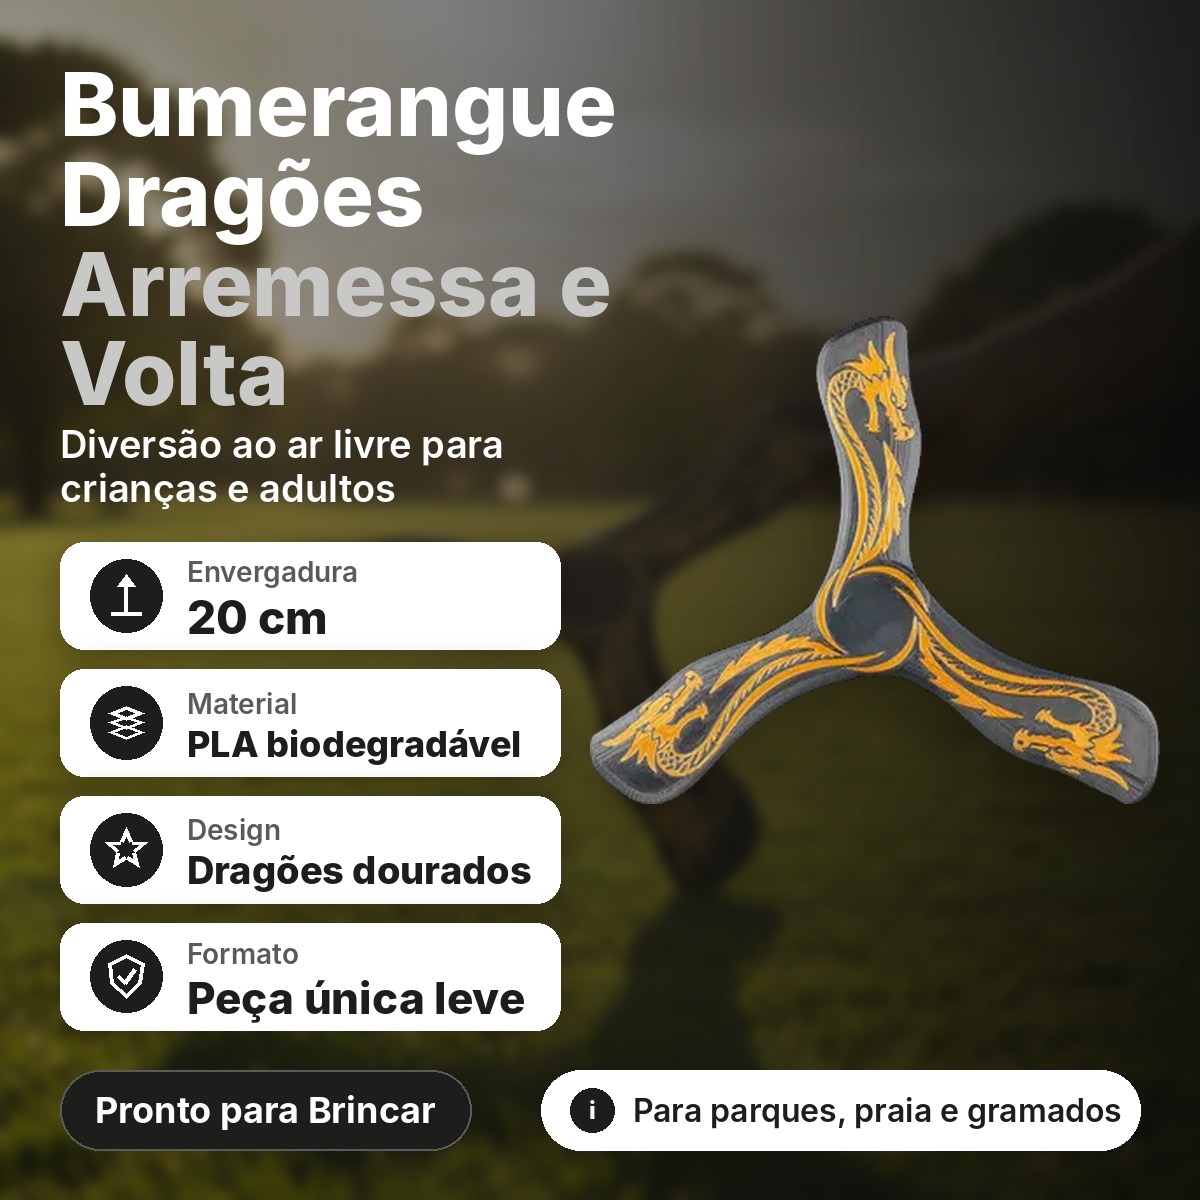 Bumerangue
Dragões
Arremessa e
Volta
Diversão ao ar livre para
crianças e adultos
Envergadura
20 cm
Material
PLA biodegradável
Design
Dragões dourados
Formato
Peça única leve
Pronto para Brincar
i Para parques, praia e gramados